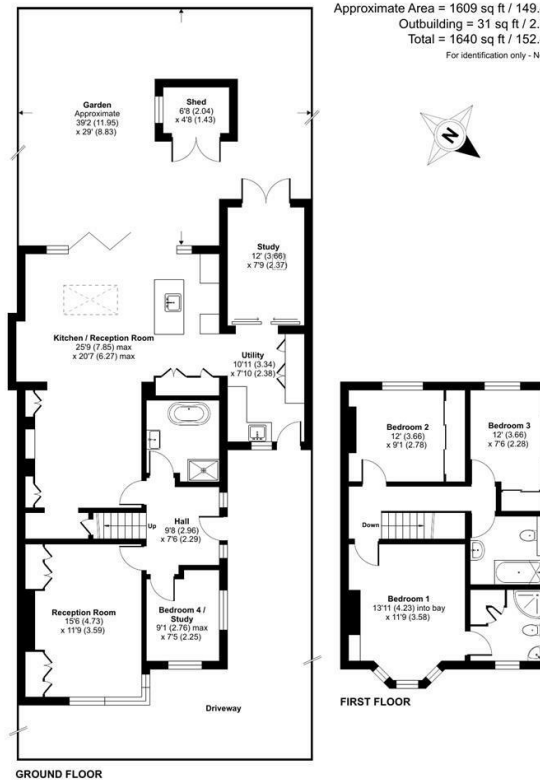 Approximate Area = 1609 sq ft / 149.
Outbuilding = 31 sq ft / 2.
Total = 1640 sq ft / 152.
For identification only - N
Garden
Approximate
39'2 (11.95)
x 29' (8.83)
Shed
6'8 (2.04)
x 4'8 (1.43)
N
Study
12' (3.66)
x 7'9 (2.37)
Kitchen / Reception Room
25'9 (7.85) max
x 20'7 (6.27) max
Utility
10'11 (3.34)
x 7'10 (2.38)
Up
Hall
9'8 (2.96)
x 7'6 (2.29)
Reception Room
15'6 (4.73)
x 11'9 (3.59)
Bedroom 4 /
Study
9'1 (2.76) max
x 7'5 (2.25)
Driveway
GROUND FLOOR
Bedroom 2
12' (3.66)
x 9'1 (2.78)
Bedroom 3
12' (3.66)
x 7'6 (2.28)
Down
Bedroom 1
13'11 (4.23) into bay
x 11'9 (3.58)
FIRST FLOOR